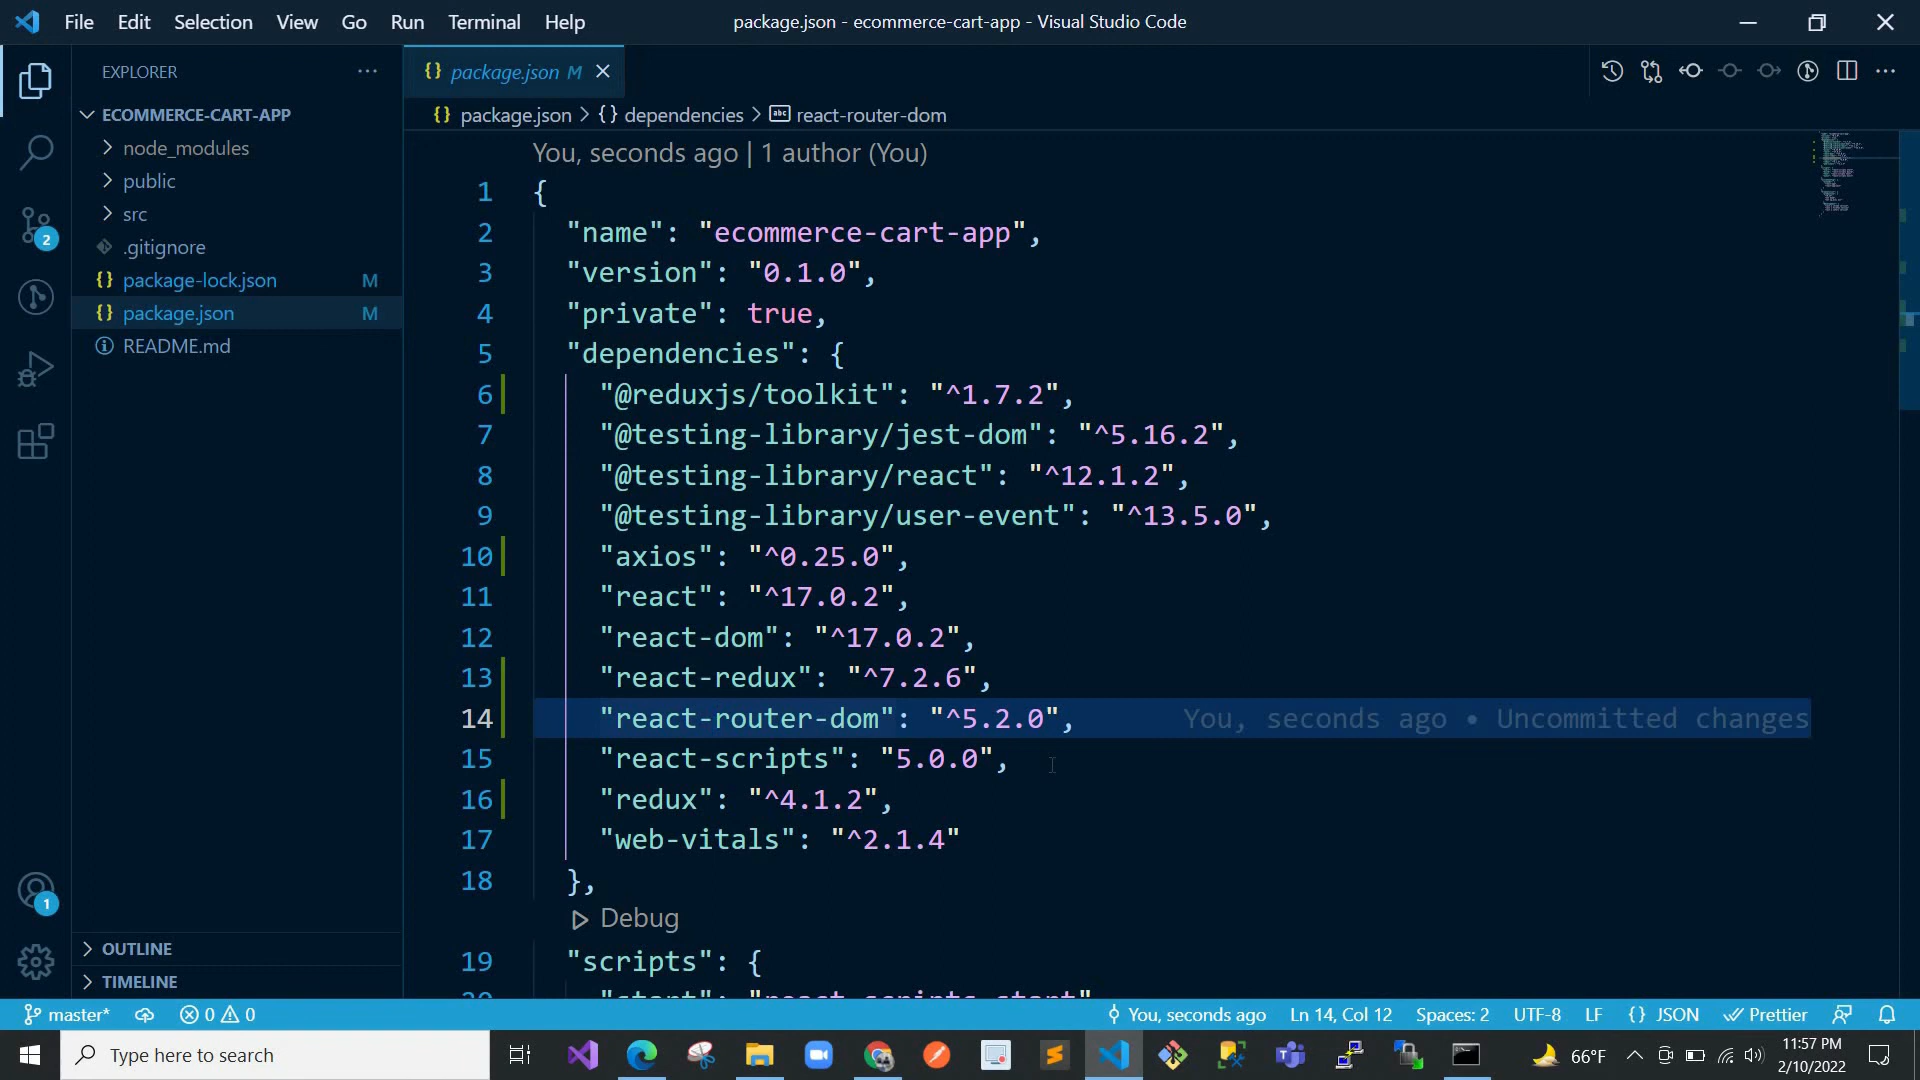 File Edit Selection View Go Run Terminal Help
package.json - ecommerce-cart-app - Visual Studio Code
EXPLORER
ECOMMERCE-CART-APP
node_modules
public
src
.gitignore
package-lock.json M
package.json M
README.md
OUTLINE
TIMELINE
2
1
{} package.json M
{} package.json > {} dependencies > abc react-router-dom
You, seconds ago | 1 author (You)
1 {
2 "name": "ecommerce-cart-app",
3 "version": "0.1.0",
4 "private": true,
5 "dependencies": {
6 "@reduxjs/toolkit": "^1.7.2",
7 "@testing-library/jest-dom": "^5.16.2",
8 "@testing-library/react": "^12.1.2",
9 "@testing-library/user-event": "^13.5.0",
10 "axios": "^0.25.0",
11 "react": "^17.0.2",
12 "react-dom": "^17.0.2",
13 "react-redux": "^7.2.6",
14 "react-router-dom": "^5.2.0", You, seconds ago • Uncommitted changes
15 "react-scripts": "5.0.0",
16 "redux": "^4.1.2",
17 "web-vitals": "^2.1.4"
18 },
Debug
19 "scripts": {
20 "start": "react-scripts start"
master* 0 0 You, seconds ago Ln 14, Col 12 Spaces: 2 UTF-8 LF {} JSON Prettier
Type here to search
66°F
11:57 PM
2/10/2022